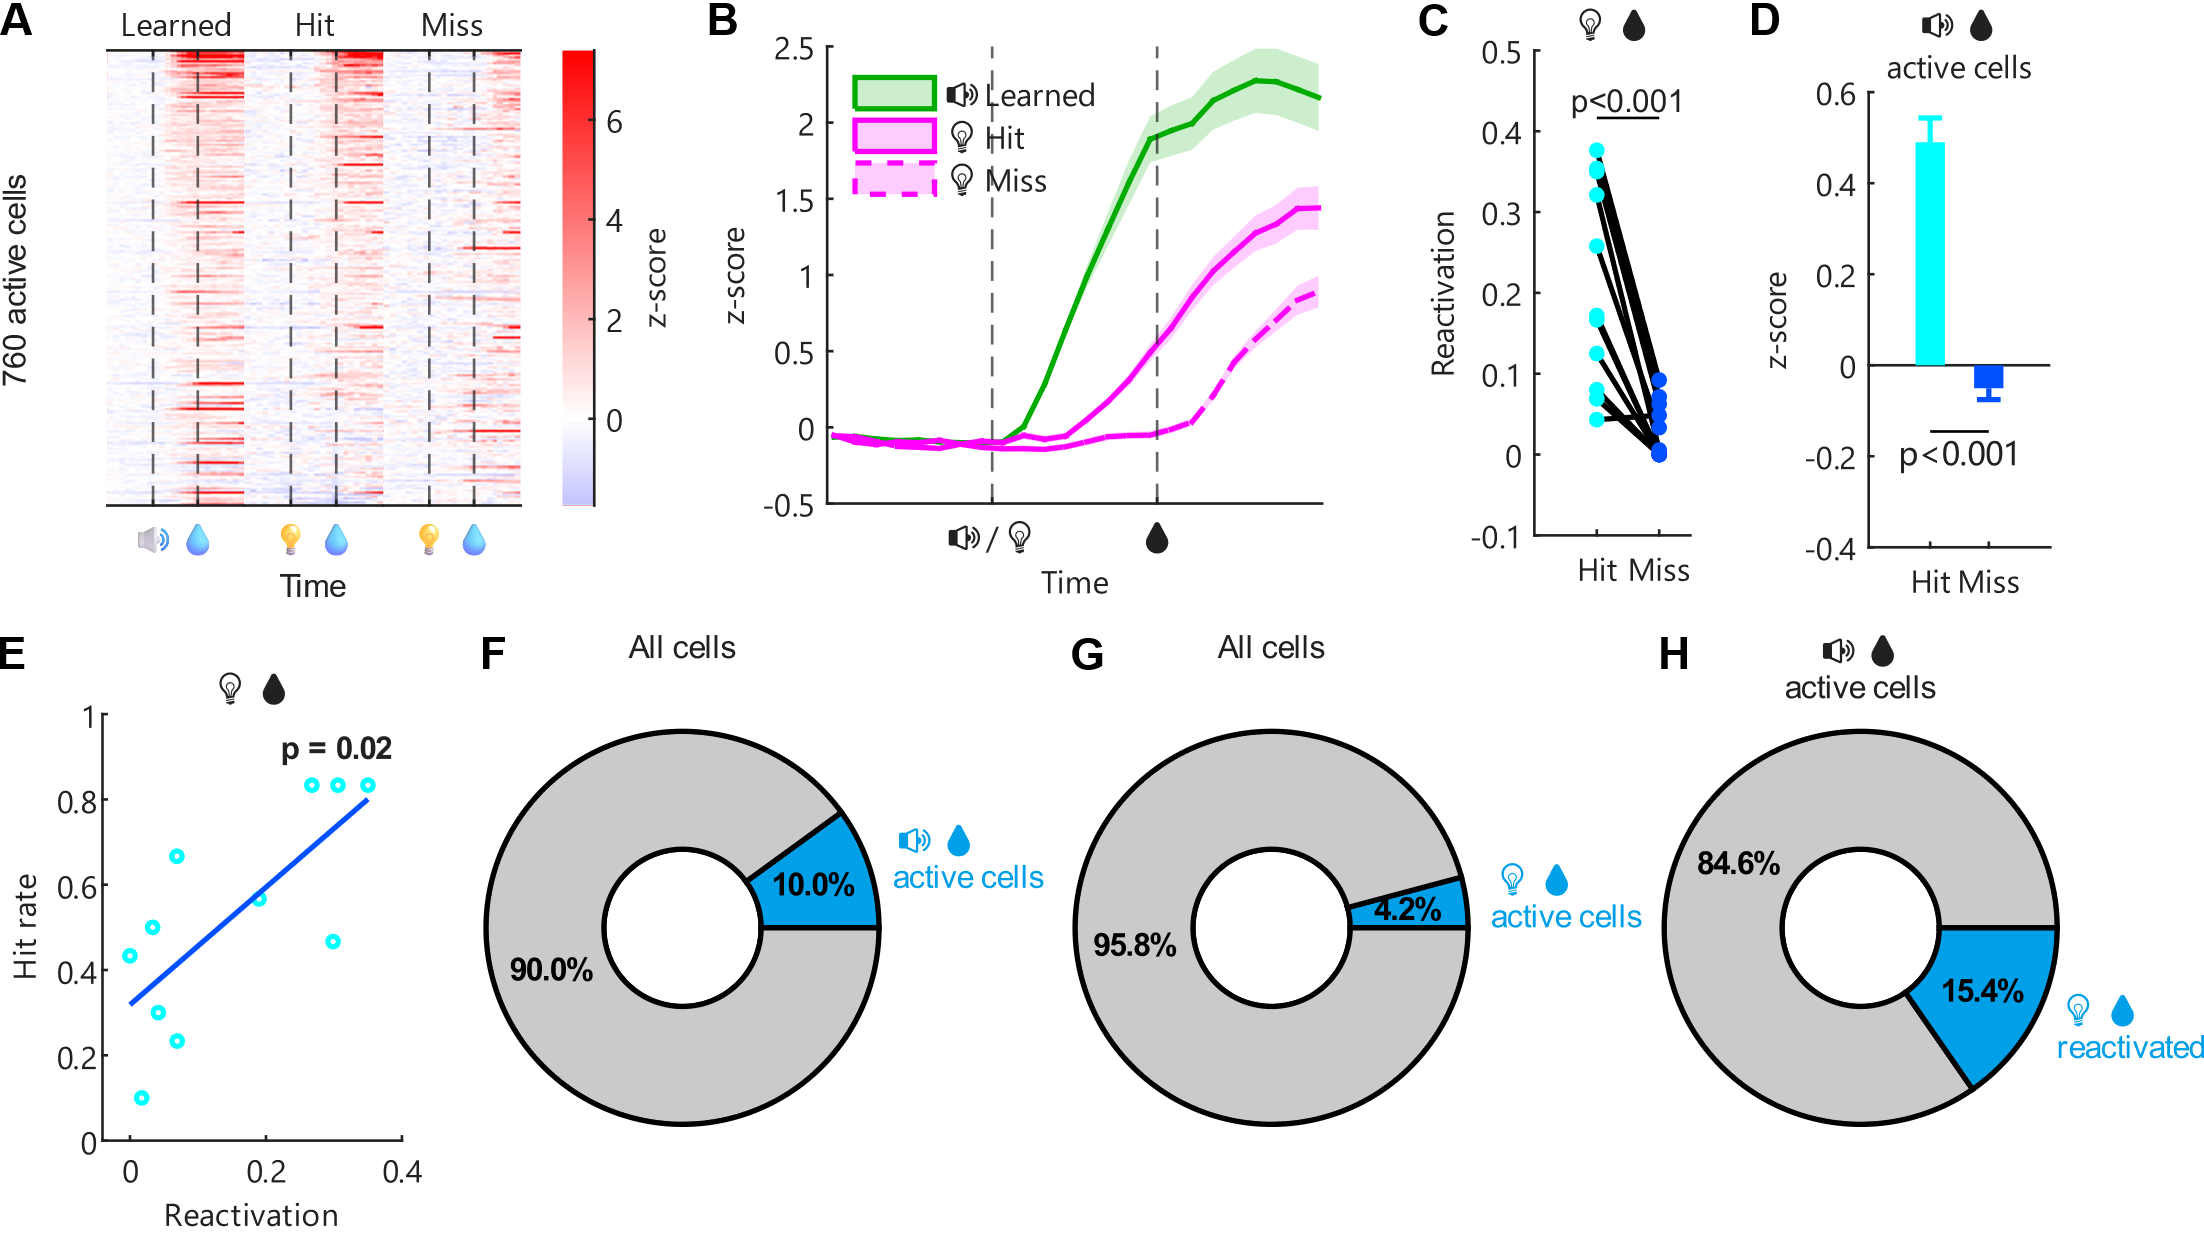 A
Learned
Hit
Miss
760 active cells
Time
6
4
2
0
z-score
B
2.5
2
1.5
1
0.5
0
-0.5
z-score
Learned
Hit
Miss
/
Time
C
0.5
0.4
0.3
0.2
0.1
0
-0.1
Reactivation
p<0.001
Hit Miss
D
active cells
0.6
0.4
0.2
0
-0.2
-0.4
z-score
p<0.001
Hit Miss
E
p = 0.02
1
0.8
0.6
0.4
0.2
0
Hit rate
0
0.2
0.4
Reactivation
F
All cells
90.0%
10.0%
active cells
G
All cells
95.8%
4.2%
active cells
H
active cells
84.6%
15.4%
reactivated